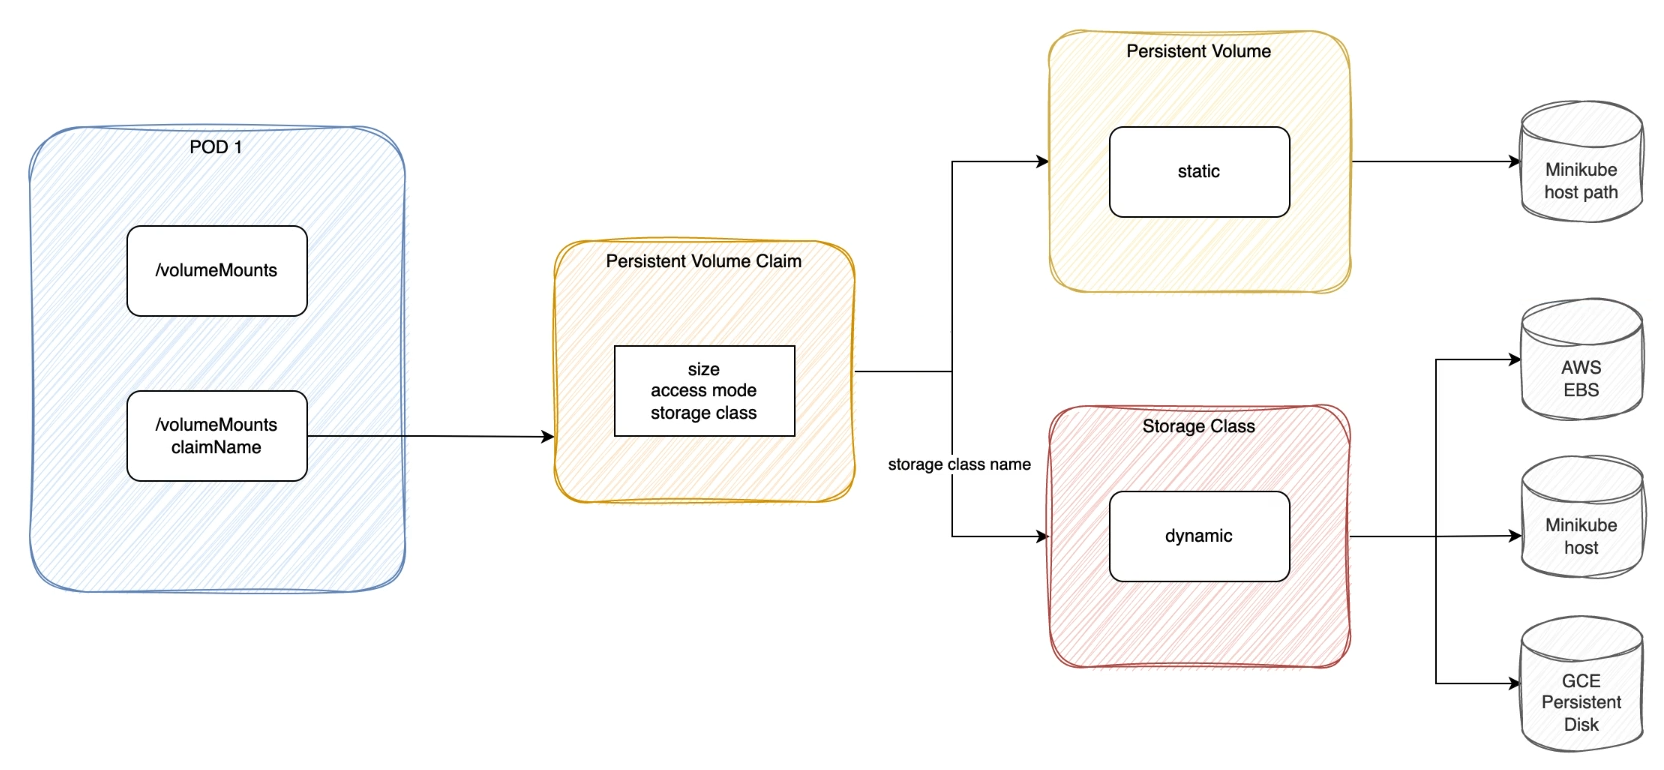 POD 1
/volumeMounts
/volumeMounts
claimName
Persistent Volume Claim
size
access mode
storage class
storage class name
Persistent Volume
static
Storage Class
dynamic
Minikube
host path
AWS
EBS
Minikube
host
GCE
Persistent
Disk